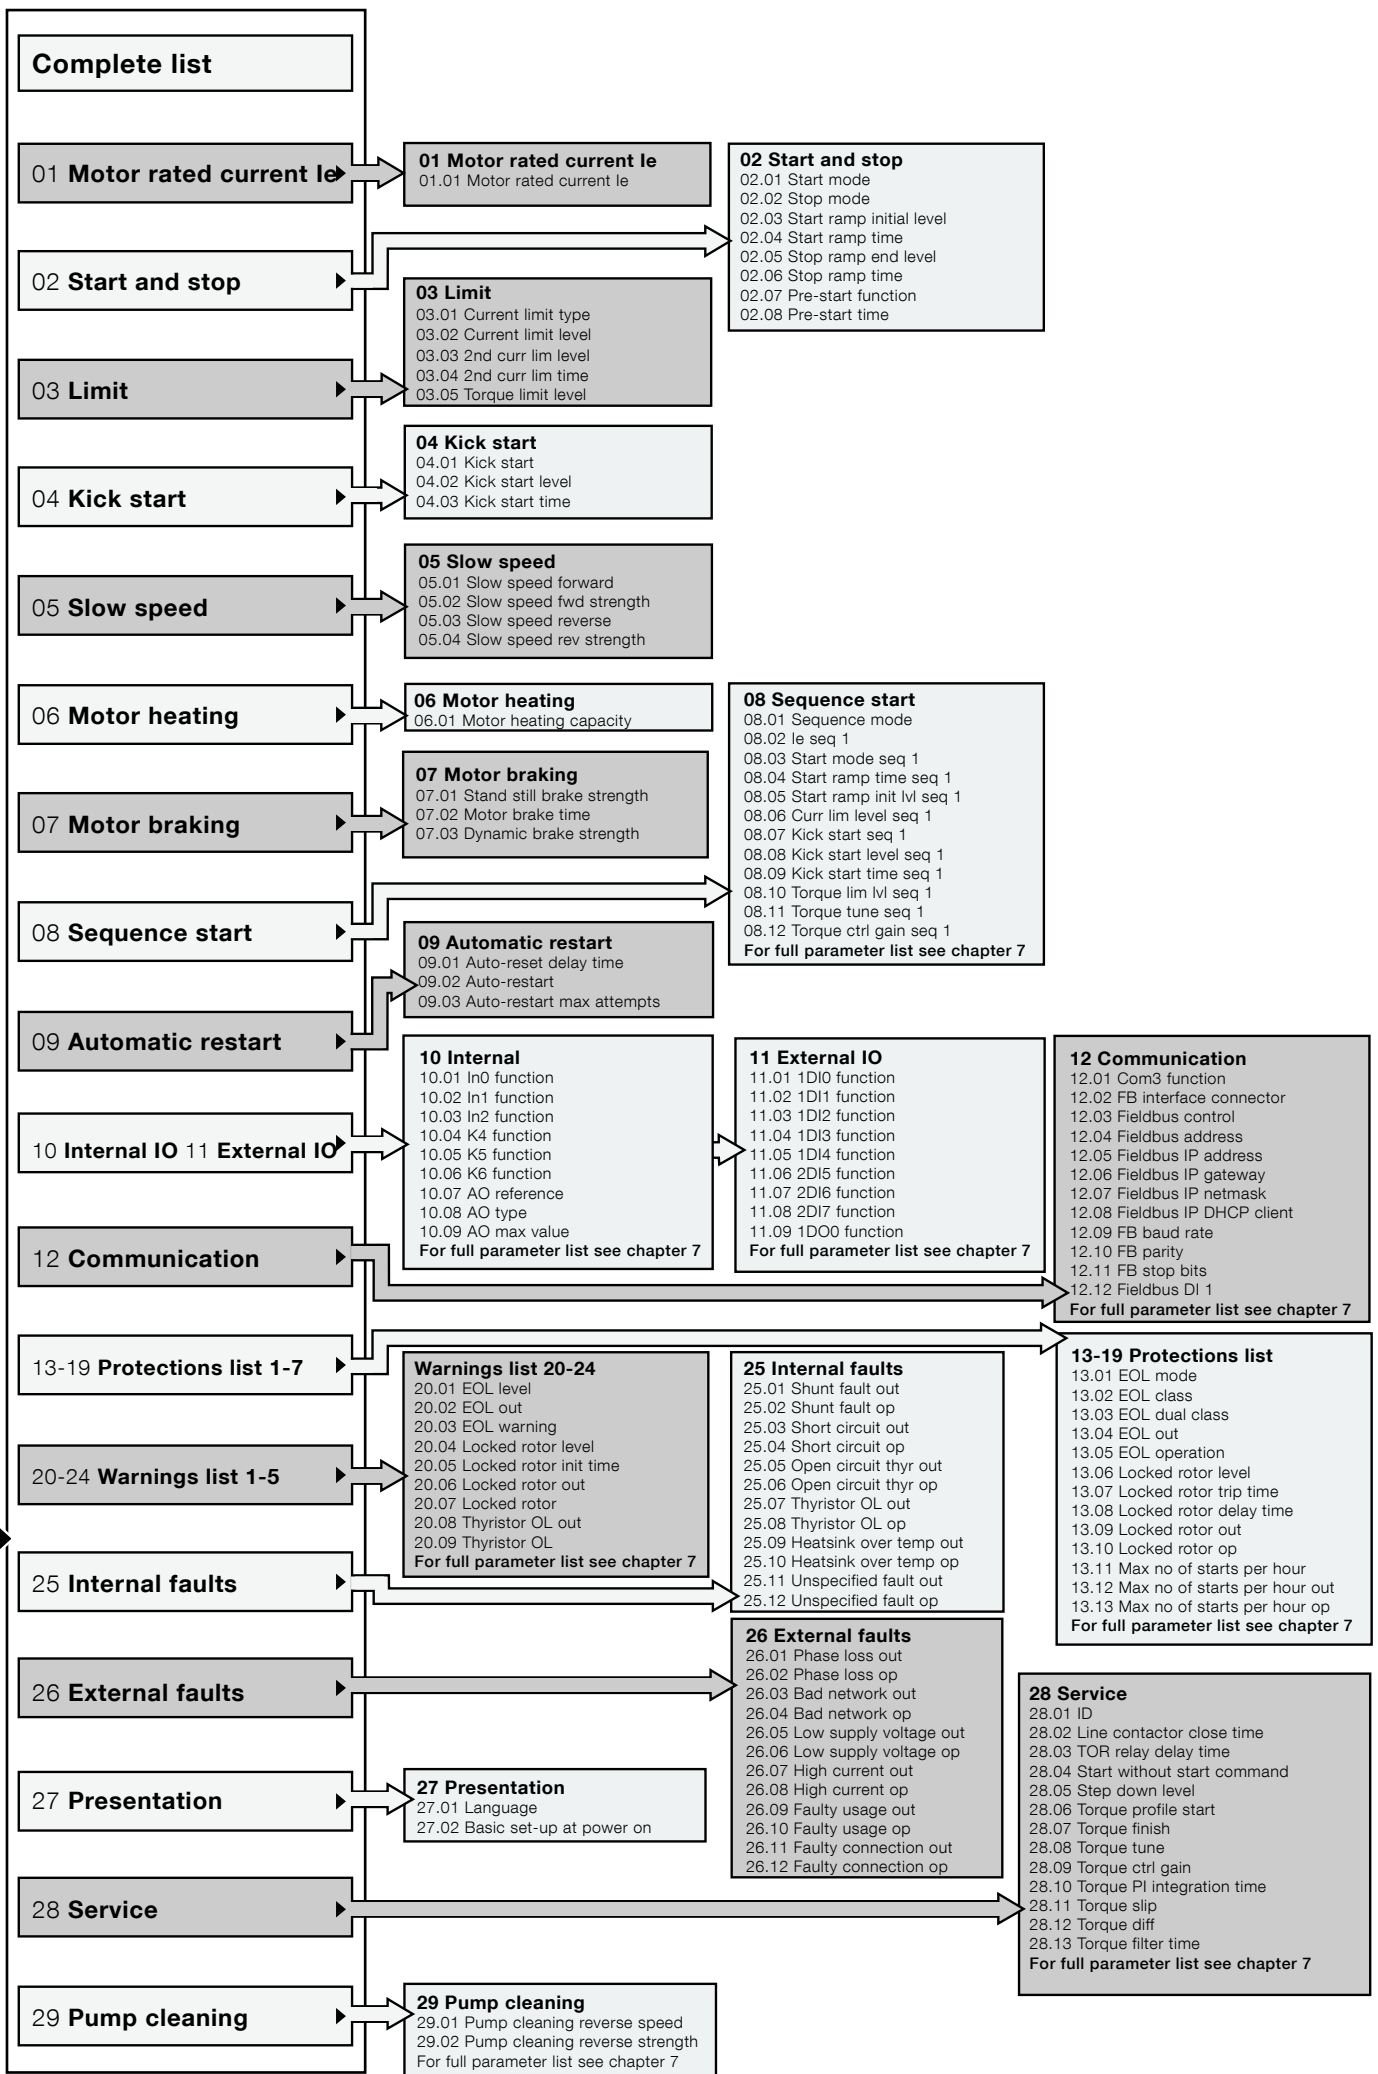 Complete list
01 Motor rated current Ie
01 Motor rated current Ie
01.01 Motor rated current Ie
02 Start and stop
02 Start and stop
02.01 Start mode
02.02 Stop mode
02.03 Start ramp initial level
02.04 Start ramp time
02.05 Stop ramp end level
02.06 Stop ramp time
02.07 Pre-start function
02.08 Pre-start time
03 Limit
03 Limit
03.01 Current limit type
03.02 Current limit level
03.03 2nd curr lim level
03.04 2nd curr lim time
03.05 Torque limit level
04 Kick start
04 Kick start
04.01 Kick start
04.02 Kick start level
04.03 Kick start time
05 Slow speed
05 Slow speed
05.01 Slow speed forward
05.02 Slow speed fwd strength
05.03 Slow speed reverse
05.04 Slow speed rev strength
06 Motor heating
06 Motor heating
06.01 Motor heating capacity
07 Motor braking
07 Motor braking
07.01 Stand still brake strength
07.02 Motor brake time
07.03 Dynamic brake strength
08 Sequence start
08 Sequence start
08.01 Sequence mode
08.02 Ie seq 1
08.03 Start mode seq 1
08.04 Start ramp time seq 1
08.05 Start ramp init lvl seq 1
08.06 Curr lim level seq 1
08.07 Kick start seq 1
08.08 Kick start level seq 1
08.09 Kick start time seq 1
08.10 Torque lim lvl seq 1
08.11 Torque tune seq 1
08.12 Torque ctrl gain seq 1
For full parameter list see chapter 7
09 Automatic restart
09 Automatic restart
09.01 Auto-reset delay time
09.02 Auto-restart
09.03 Auto-restart max attempts
10 Internal IO 11 External IO
10 Internal
10.01 In0 function
10.02 In1 function
10.03 In2 function
10.04 K4 function
10.05 K5 function
10.06 K6 function
10.07 AO reference
10.08 AO type
10.09 AO max value
For full parameter list see chapter 7
11 External IO
11.01 1DI0 function
11.02 1DI1 function
11.03 1DI2 function
11.04 1DI3 function
11.05 1DI4 function
11.06 2DI5 function
11.07 2DI6 function
11.08 2DI7 function
11.09 1DO0 function
For full parameter list see chapter 7
12 Communication
12 Communication
12.01 Com3 function
12.02 FB interface connector
12.03 Fieldbus control
12.04 Fieldbus address
12.05 Fieldbus IP address
12.06 Fieldbus IP gateway
12.07 Fieldbus IP netmask
12.08 Fieldbus IP DHCP client
12.09 FB baud rate
12.10 FB parity
12.11 FB stop bits
12.12 Fieldbus DI 1
For full parameter list see chapter 7
13-19 Protections list 1-7
13-19 Protections list
13.01 EOL mode
13.02 EOL class
13.03 EOL dual class
13.04 EOL out
13.05 EOL operation
13.06 Locked rotor level
13.07 Locked rotor trip time
13.08 Locked rotor delay time
13.09 Locked rotor out
13.10 Locked rotor op
13.11 Max no of starts per hour
13.12 Max no of starts per hour out
13.13 Max no of starts per hour op
For full parameter list see chapter 7
20-24 Warnings list 1-5
Warnings list 20-24
20.01 EOL level
20.02 EOL out
20.03 EOL warning
20.04 Locked rotor level
20.05 Locked rotor init time
20.06 Locked rotor out
20.07 Locked rotor
20.08 Thyristor OL out
20.09 Thyristor OL
For full parameter list see chapter 7
25 Internal faults
25 Internal faults
25.01 Shunt fault out
25.02 Shunt fault op
25.03 Short circuit out
25.04 Short circuit op
25.05 Open circuit thyr out
25.06 Open circuit thyr op
25.07 Thyristor OL out
25.08 Thyristor OL op
25.09 Heatsink over temp out
25.10 Heatsink over temp op
25.11 Unspecified fault out
25.12 Unspecified fault op
26 External faults
26 External faults
26.01 Phase loss out
26.02 Phase loss op
26.03 Bad network out
26.04 Bad network op
26.05 Low supply voltage out
26.06 Low supply voltage op
26.07 High current out
26.08 High current op
26.09 Faulty usage out
26.10 Faulty usage op
26.11 Faulty connection out
26.12 Faulty connection op
27 Presentation
27 Presentation
27.01 Language
27.02 Basic set-up at power on
28 Service
28 Service
28.01 ID
28.02 Line contactor close time
28.03 TOR relay delay time
28.04 Start without start command
28.05 Step down level
28.06 Torque profile start
28.07 Torque finish
28.08 Torque tune
28.09 Torque ctrl gain
28.10 Torque PI integration time
28.11 Torque slip
28.12 Torque diff
28.13 Torque filter time
For full parameter list see chapter 7
29 Pump cleaning
29 Pump cleaning
29.01 Pump cleaning reverse speed
29.02 Pump cleaning reverse strength
For full parameter list see chapter 7